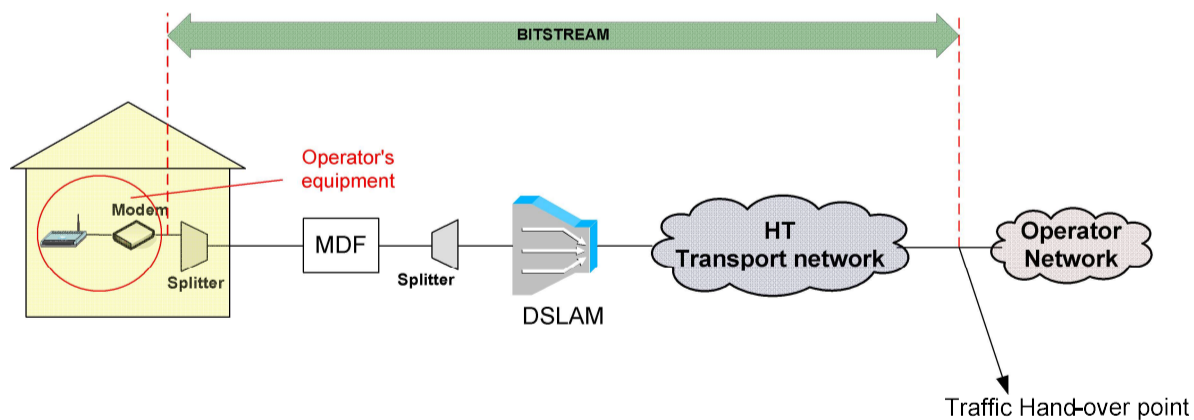 BITSTREAM
Operator's
equipment
Modem
Splitter
MDF
Splitter
DSLAM
HT
Transport network
Operator
Network
Traffic Hand-over point